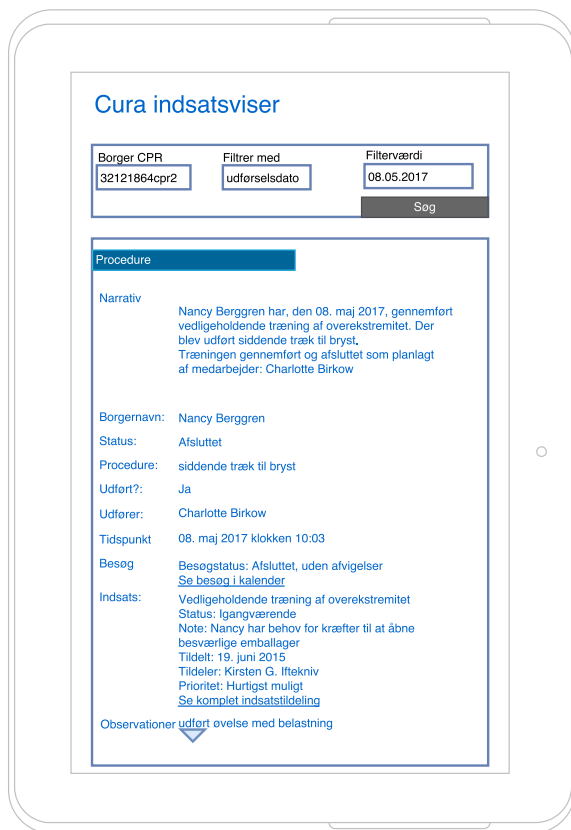 Cura indsatsviser
Borger CPR
Filtrer med
Filterværdi
32121864cpr2
udførselsdato
08.05.2017
Søg
Procedure
Narrativ
Nancy Berggren har, den 08. maj 2017, gennemført
vedligeholdende træning af overekstremitet. Der
blev udført siddende træk til bryst.
Træningen gennemført og afsluttet som planlagt
af medarbejder: Charlotte Birkow
Borgernavn: Nancy Berggren
Status: Afsluttet
Procedure: siddende træk til bryst
Udført?: Ja
Udfører: Charlotte Birkow
Tidspunkt 08. maj 2017 klokken 10:03
Besøg Besøgstatus: Afsluttet, uden afvigelser
Se besøg i kalender
Indsats: Vedligeholdende træning af overekstremitet
Status: Igangværende
Note: Nancy har behov for kræfter til at åbne
besværlige emballager
Tildelt: 19. juni 2015
Tildeler: Kirsten G. Iftekniv
Prioritet: Hurtigst muligt
Se komplet indsatstildeling
Observationer udført øvelse med belastning